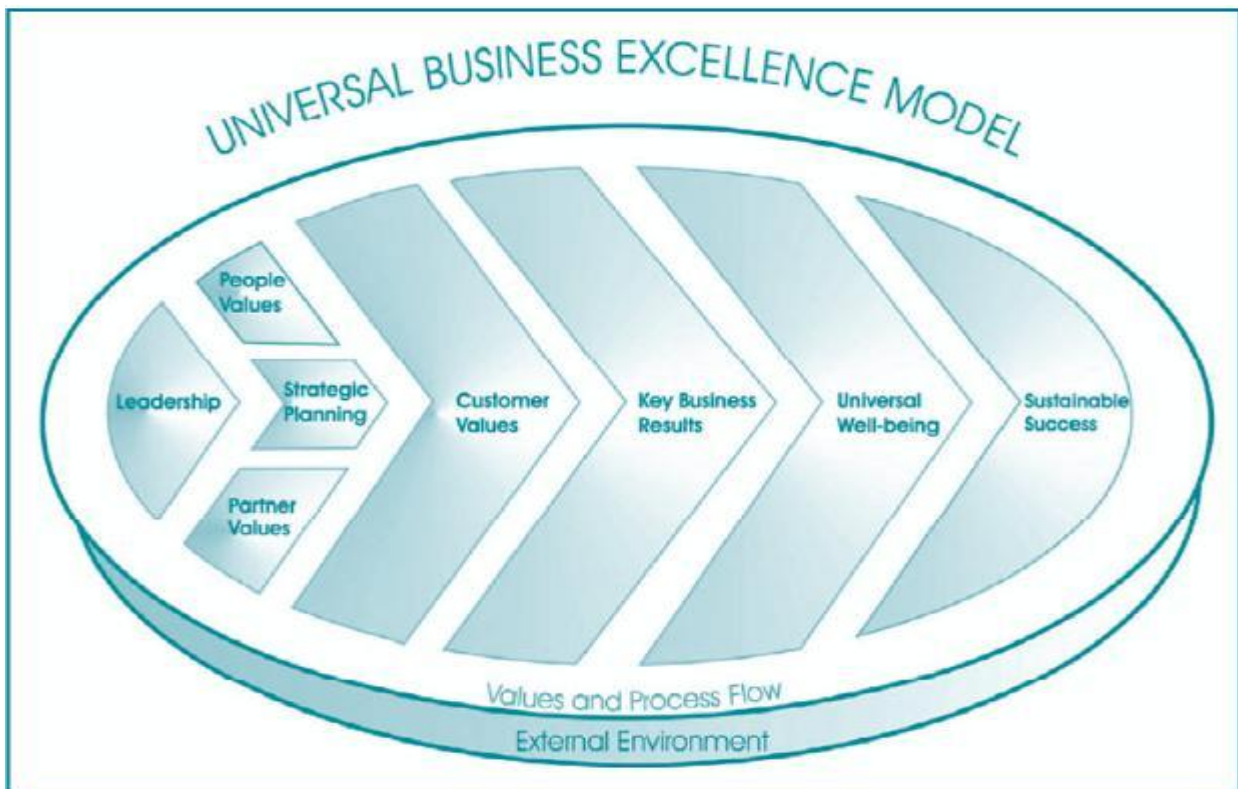 UNIVERSAL BUSINESS EXCELLENCE MODEL
People
Values
Leadership
Strategic
Planning
Partner
Values
Customer
Values
Key Business
Results
Universal
Well-being
Sustainable
Success
Values and Process Flow
External Environment